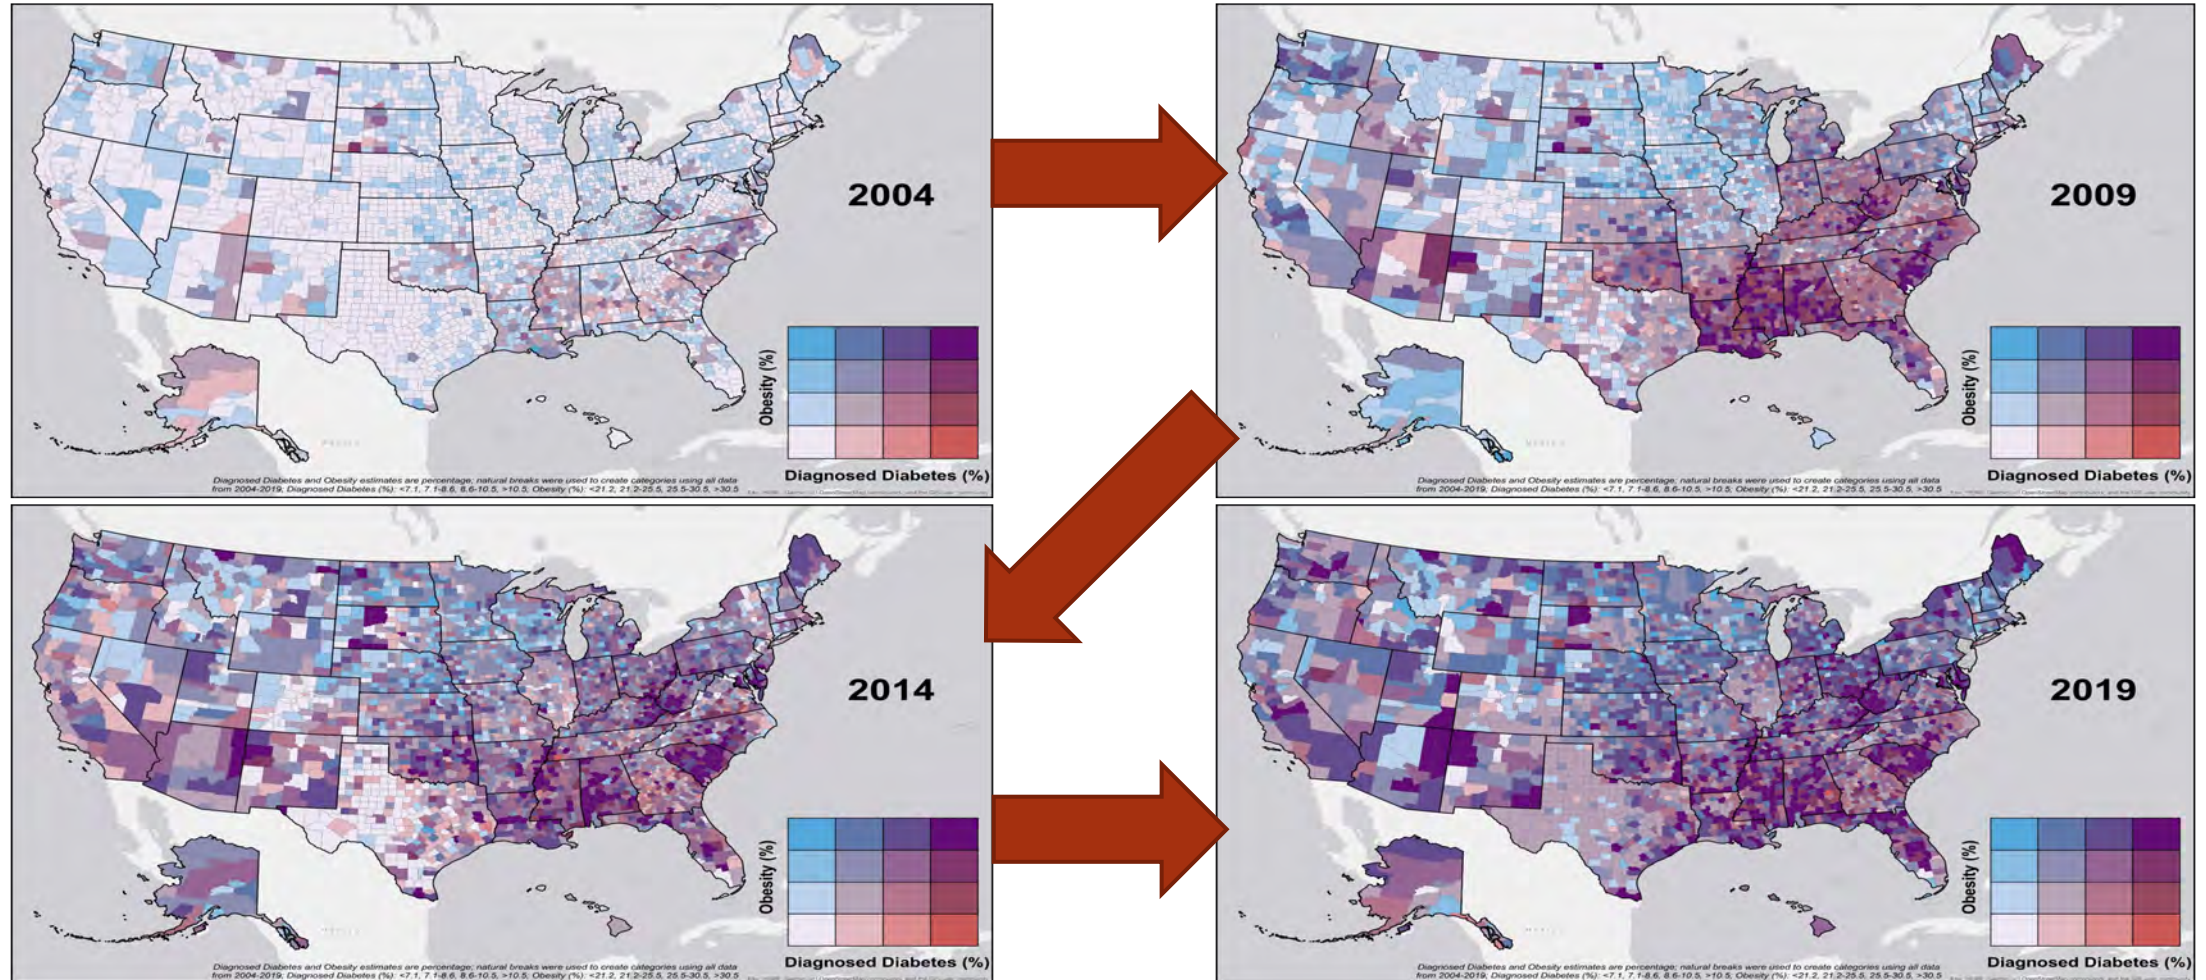 2004
Obesity (%)
Diagnosed Diabetes (%)
Diagnosed Diabetes and Obesity estimates are percentage; natural breaks were used to create categories using all data
from 2004-2019; Diagnosed Diabetes (%): <7.1, 7.1-8.6, 8.6-10.5, >10.5; Obesity (%): <21.2, 21.2-25.5, 25.5-30.5, >30.5
2009
Obesity (%)
Diagnosed Diabetes (%)
Diagnosed Diabetes and Obesity estimates are percentage; natural breaks were used to create categories using all data
from 2004-2019; Diagnosed Diabetes (%): <7.1, 7.1-8.6, 8.6-10.5, >10.5; Obesity (%): <21.2, 21.2-25.5, 25.5-30.5, >30.5
2014
Obesity (%)
Diagnosed Diabetes (%)
Diagnosed Diabetes and Obesity estimates are percentage; natural breaks were used to create categories using all data
from 2004-2019; Diagnosed Diabetes (%): <7.1, 7.1-8.6, 8.6-10.5, >10.5; Obesity (%): <21.2, 21.2-25.5, 25.5-30.5, >30.5
2019
Obesity (%)
Diagnosed Diabetes (%)
Diagnosed Diabetes and Obesity estimates are percentage; natural breaks were used to create categories using all data
from 2004-2019; Diagnosed Diabetes (%): <7.1, 7.1-8.6, 8.6-10.5, >10.5; Obesity (%): <21.2, 21.2-25.5, 25.5-30.5, >30.5